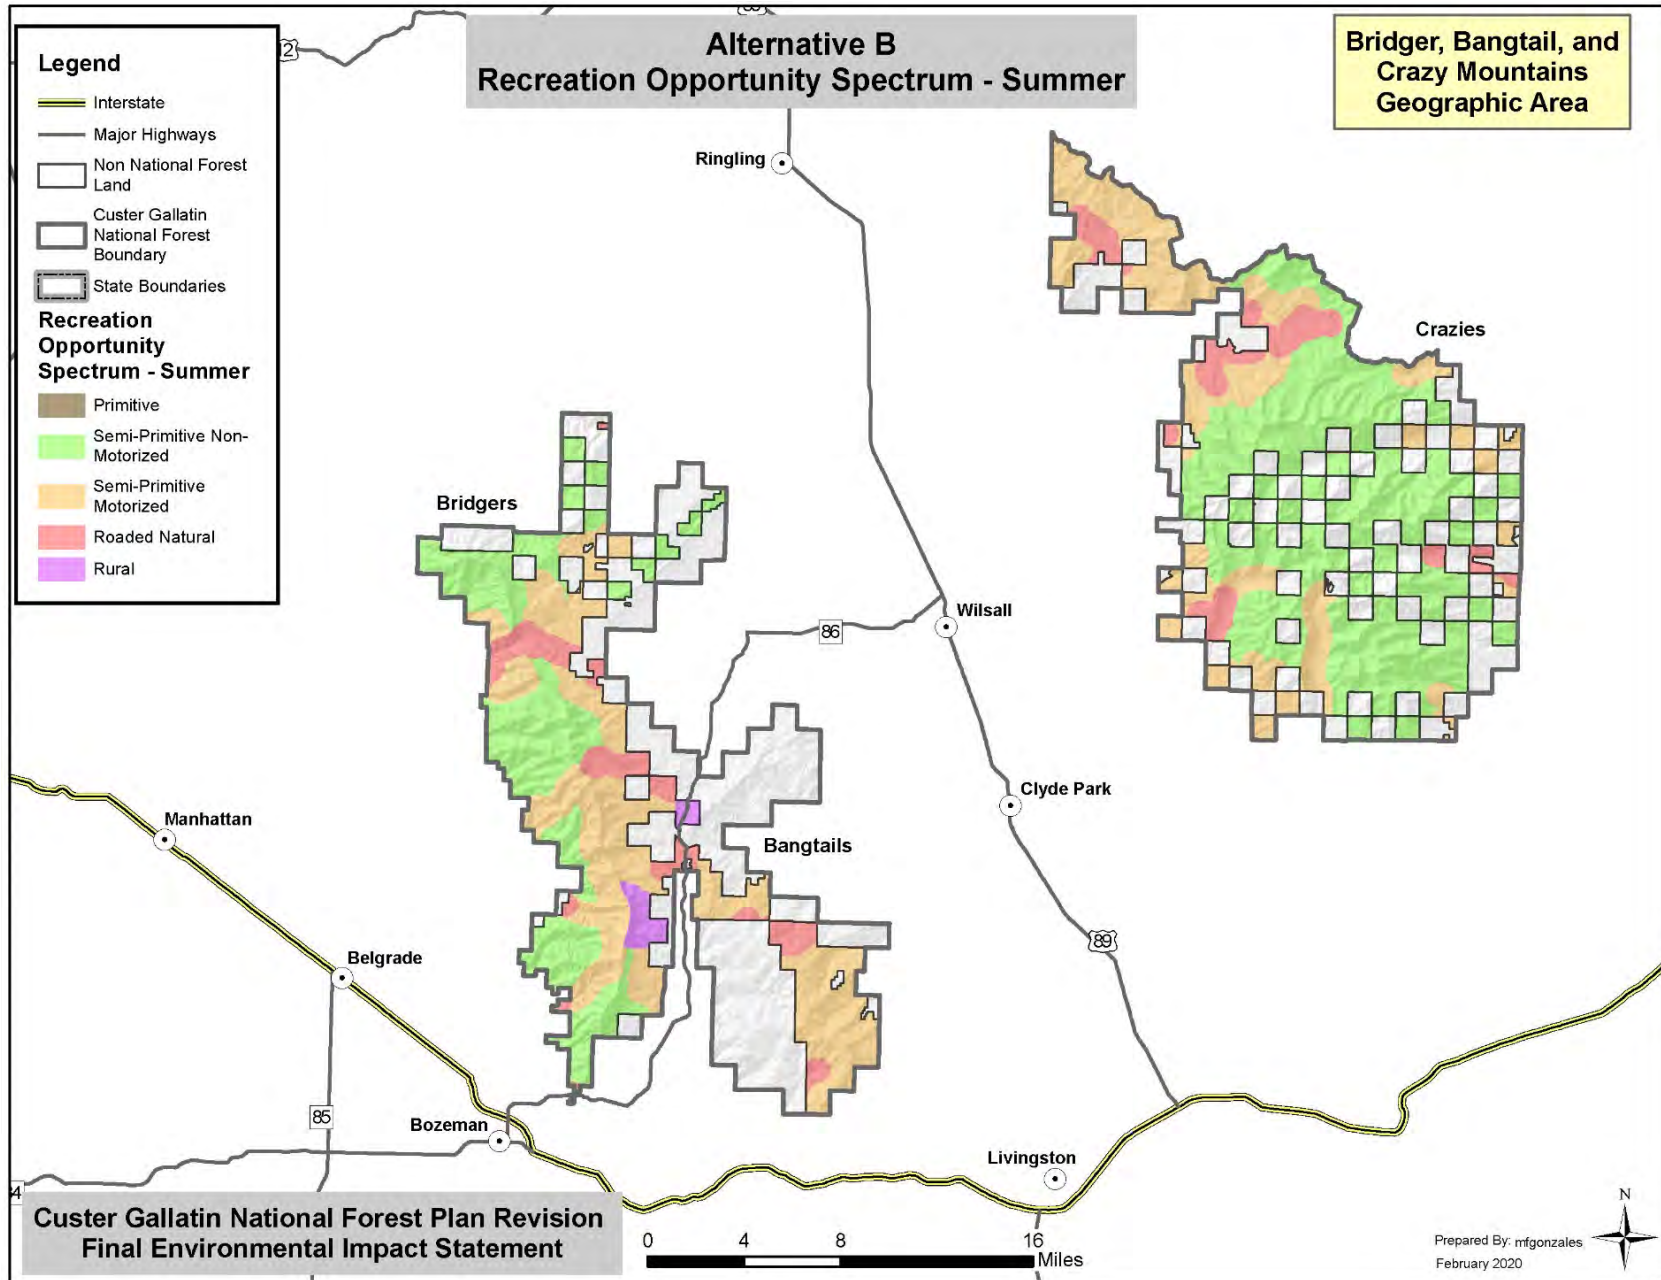 Alternative B
Recreation Opportunity Spectrum - Summer
Bridger, Bangtail, and
Crazy Mountains
Geographic Area
Legend
Interstate
Major Highways
Non National Forest
Land
Custer Gallatin
National Forest
Boundary
State Boundaries
Recreation
Opportunity
Spectrum - Summer
Primitive
Semi-Primitive Non-
Motorized
Semi-Primitive
Motorized
Roaded Natural
Rural
Ringling
Crazies
Bridgers
Wilsall
86
Clyde Park
Manhattan
Bangtails
89
Belgrade
85
Bozeman
Livingston
Custer Gallatin National Forest Plan Revision
Final Environmental Impact Statement
0 4 8 16
Miles
N
Prepared By: mfgonzales
February 2020